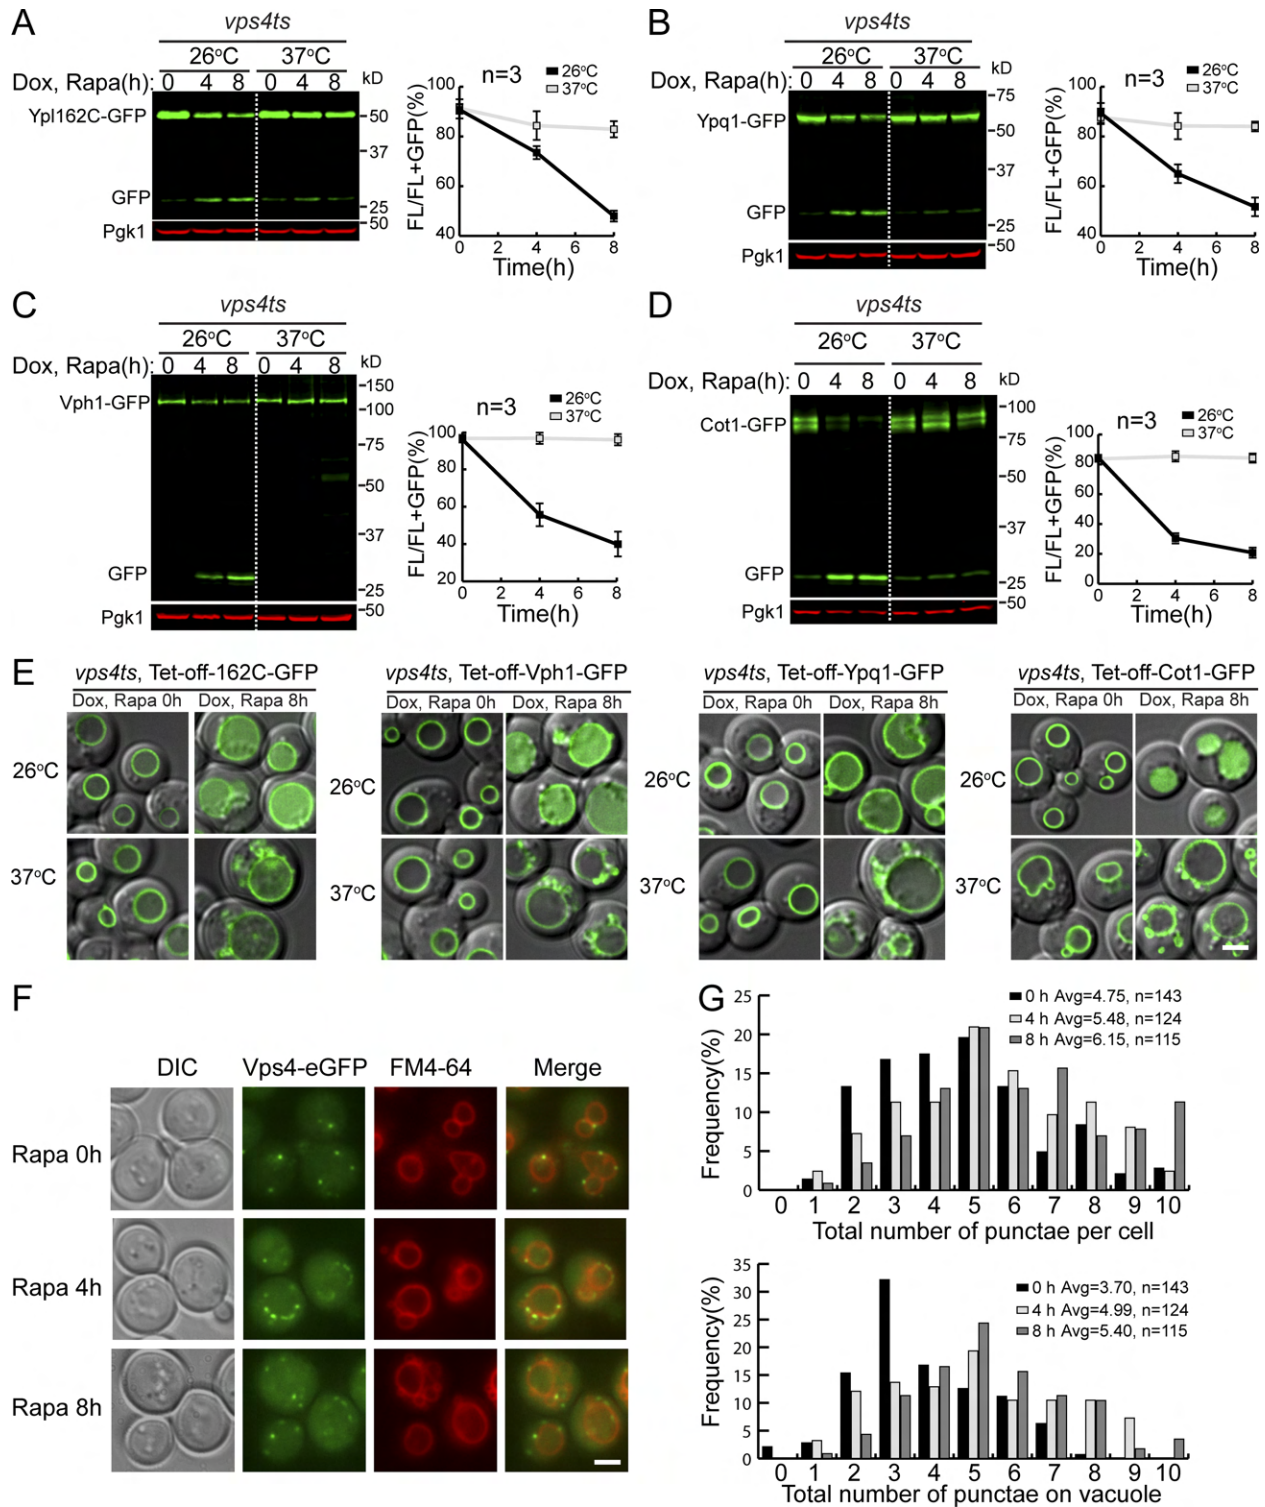 A
vps4ts
26°C 37°C
Dox, Rapa(h): 0 4 8 0 4 8 kD
Ypl162C-GFP
GFP
Pgk1
-50
-37
-25
-50
FL/FL+GFP(%)
100
80
60
40
n=3
26°C
37°C
0 2 4 6 8
Time(h)
B
vps4ts
26°C 37°C
Dox, Rapa(h): 0 4 8 0 4 8 kD
Ypq1-GFP
GFP
Pgk1
-75
-50
-37
-25
-50
FL/FL+GFP(%)
100
80
60
40
n=3
26°C
37°C
0 2 4 6 8
Time(h)
C
vps4ts
26°C 37°C
Dox, Rapa(h): 0 4 8 0 4 8 kD
Vph1-GFP
GFP
Pgk1
-150
-100
-75
-50
-37
-25
-50
FL/FL+GFP(%)
100
80
60
40
20
n=3
26°C
37°C
0 2 4 6 8
Time(h)
D
vps4ts
26°C 37°C
Dox, Rapa(h): 0 4 8 0 4 8 kD
Cot1-GFP
GFP
Pgk1
-100
-75
-50
-37
-25
-50
FL/FL+GFP(%)
100
80
60
40
20
0
n=3
26°C
37°C
0 2 4 6 8
Time(h)
E
vps4ts, Tet-off-162C-GFP
Dox, Rapa 0h Dox, Rapa 8h
26°C
37°C
vps4ts, Tet-off-Vph1-GFP
Dox, Rapa 0h Dox, Rapa 8h
26°C
37°C
vps4ts, Tet-off-Ypq1-GFP
Dox, Rapa 0h Dox, Rapa 8h
26°C
37°C
vps4ts, Tet-off-Cot1-GFP
Dox, Rapa 0h Dox, Rapa 8h
26°C
37°C
F
DIC Vps4-eGFP FM4-64 Merge
Rapa 0h
Rapa 4h
Rapa 8h
G
Frequency(%)
25
20
15
10
5
0
0 h Avg=4.75, n=143
4 h Avg=5.48, n=124
8 h Avg=6.15, n=115
0 1 2 3 4 5 6 7 8 9 10
Total number of punctae per cell
Frequency(%)
35
30
25
20
15
10
5
0
0 h Avg=3.70, n=143
4 h Avg=4.99, n=124
8 h Avg=5.40, n=115
0 1 2 3 4 5 6 7 8 9 10
Total number of punctae on vacuole